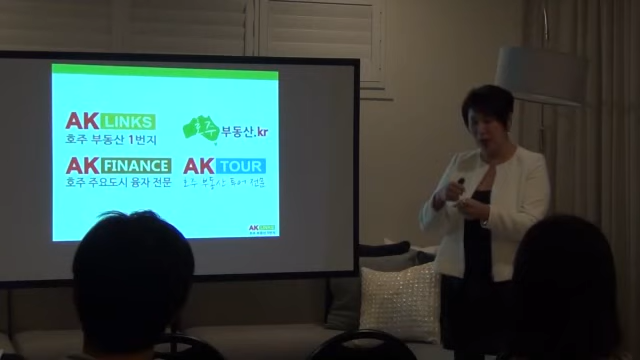 AK LINKS
호주 부동산 1번지
호주부동산.kr
AK FINANCE
호주 주요도시 융자 전문
AK TOUR
호주 부동산 투어 전문
AK LINKS